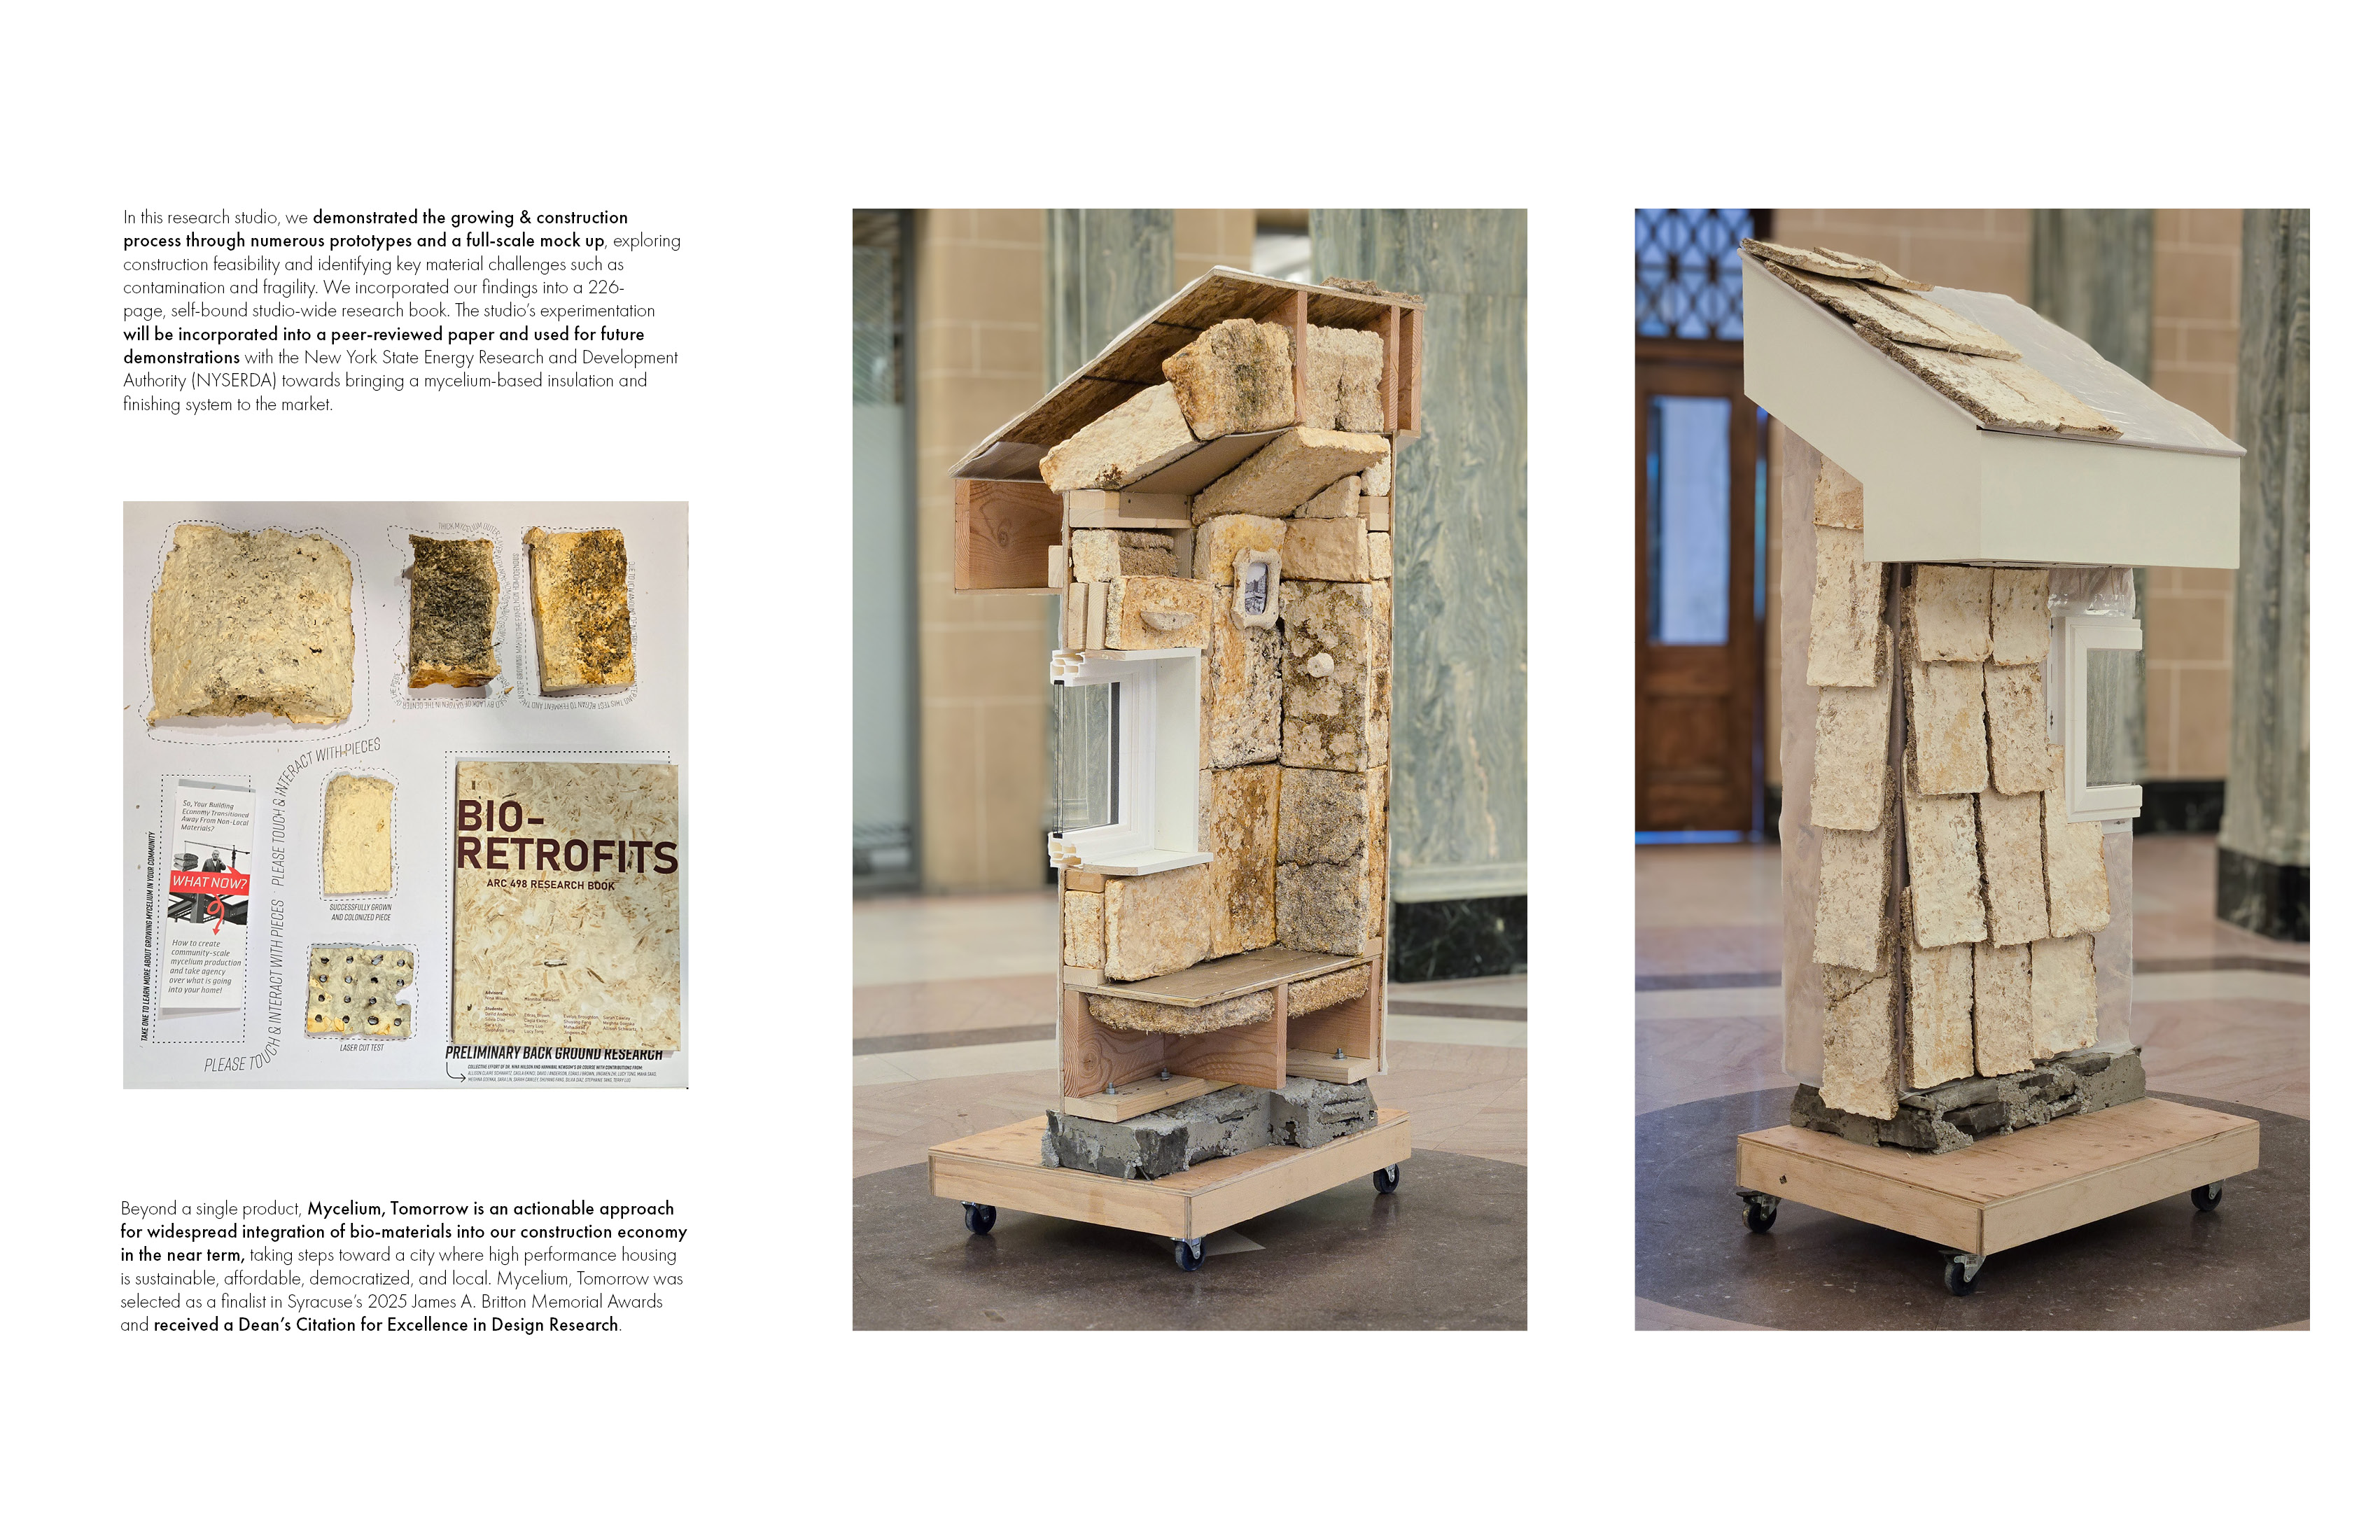 In this research studio, we demonstrated the growing & construction
process through numerous prototypes and a full-scale mock up, exploring
construction feasibility and identifying key material challenges such as
contamination and fragility. We incorporated our findings into a 226-
page, self-bound studio-wide research book. The studio's experimentation
will be incorporated into a peer-reviewed paper and used for future
demonstrations with the New York State Energy Research and Development
Authority (NYSERDA) towards bringing a mycelium-based insulation and
finishing system to the market.
PLEASE TOUCH & INTERACT WITH PIECES
PLEASE TOUCH & INTERACT WITH PIECES
TAKE ONE TO LEARN MORE ABOUT GROWING MYCELIUM IN YOUR COMMUNITY
So, Your Building
Economy Transitioned
Away From Non-Local
Materials?
WHAT NOW?
How to create
community-scale
mycelium production
and take agency
over what is going
into your home!
SUCCESSFULLY GROWN
AND COLONIZED PIECE
LASER CUT TEST
BIO-
RETROFITS
ARC 498 RESEARCH BOOK
Advisors
Students
PRELIMINARY BACK GROUND RESEARCH
Beyond a single product, Mycelium, Tomorrow is an actionable approach
for widespread integration of bio-materials into our construction economy
in the near term, taking steps toward a city where high performance housing
is sustainable, affordable, democratized, and local. Mycelium, Tomorrow was
selected as a finalist in Syracuse's 2025 James A. Britton Memorial Awards
and received a Dean's Citation for Excellence in Design Research.